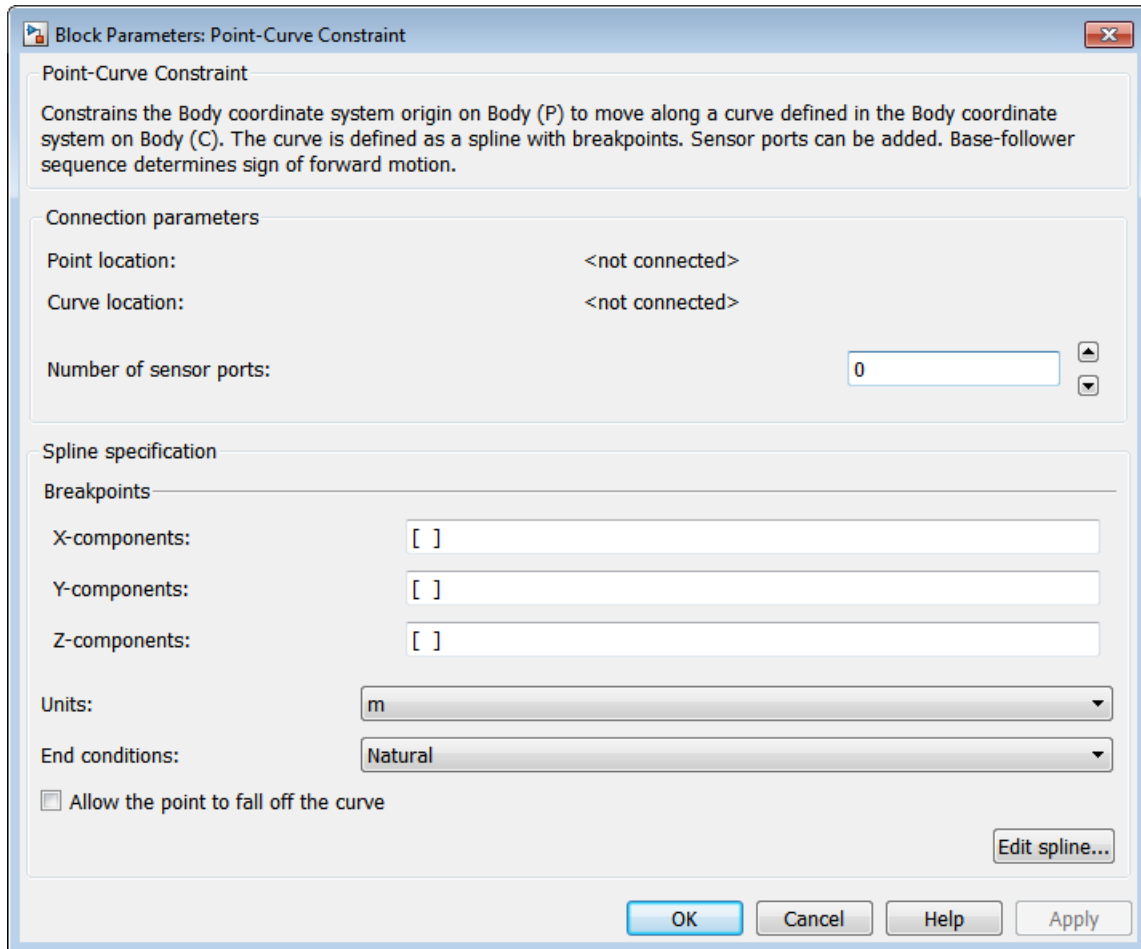 Block Parameters: Point-Curve Constraint
Point-Curve Constraint
Constrains the Body coordinate system origin on Body (P) to move along a curve defined in the Body coordinate
system on Body (C). The curve is defined as a spline with breakpoints. Sensor ports can be added. Base-follower
sequence determines sign of forward motion.
Connection parameters
Point location: <not connected>
Curve location: <not connected>
Number of sensor ports: 0
Spline specification
Breakpoints
X-components: [ ]
Y-components: [ ]
Z-components: [ ]
Units: m
End conditions: Natural
Allow the point to fall off the curve
Edit spline...
OK Cancel Help Apply